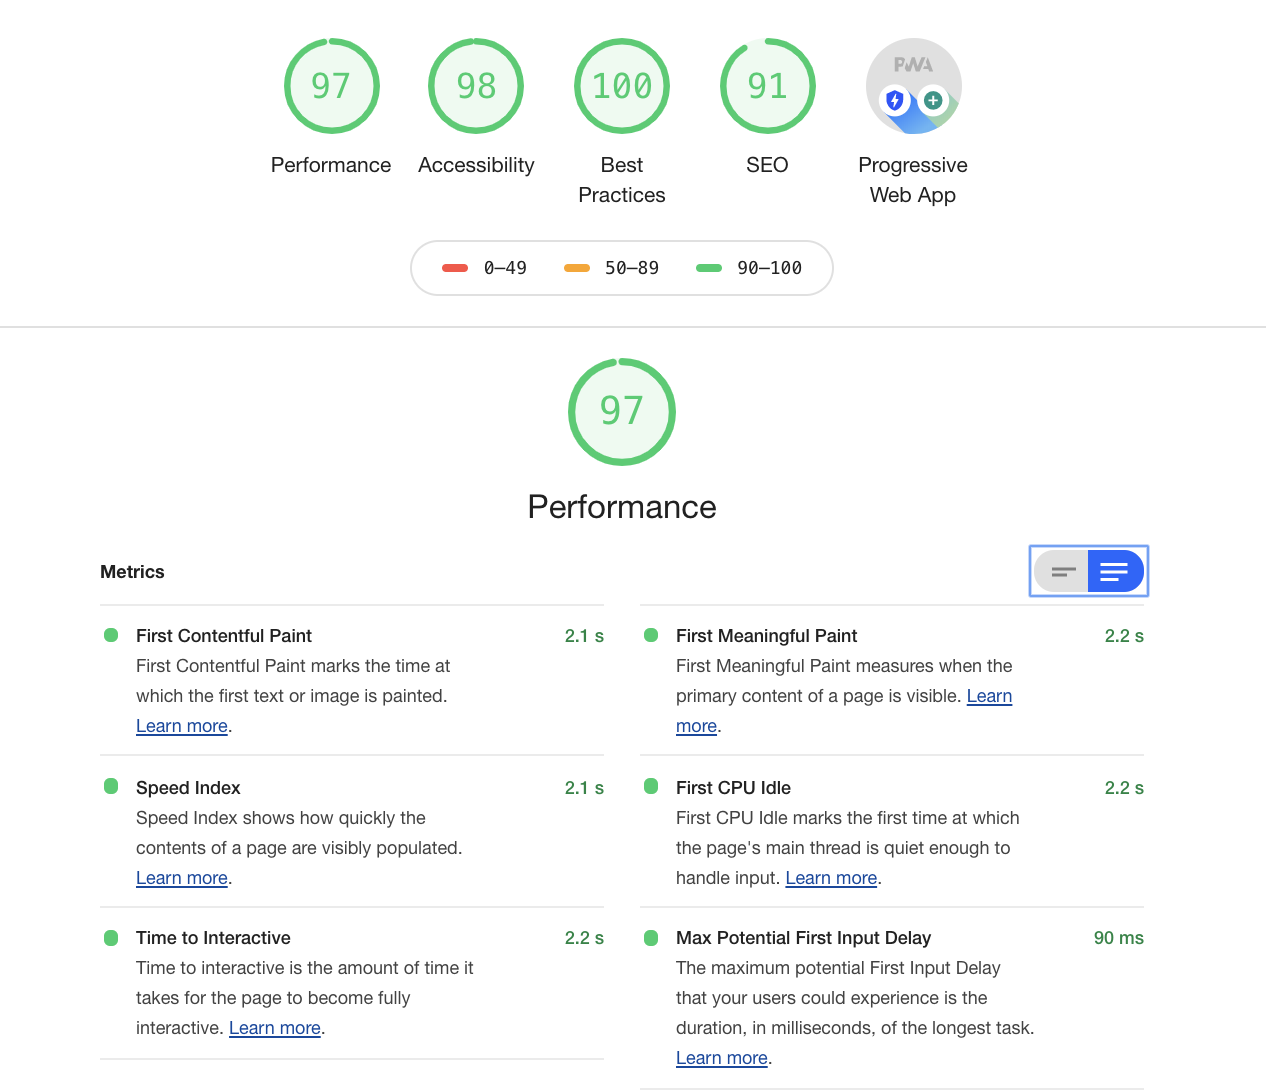 97
98
100
91
PWA
Performance
Accessibility
Best
Practices
SEO
Progressive
Web App
0–49
50–89
90–100
97
Performance
Metrics
First Contentful Paint
2.1 s
First Contentful Paint marks the time at
which the first text or image is painted.
Learn more.
First Meaningful Paint
2.2 s
First Meaningful Paint measures when the
primary content of a page is visible. Learn
more.
Speed Index
2.1 s
Speed Index shows how quickly the
contents of a page are visibly populated.
Learn more.
First CPU Idle
2.2 s
First CPU Idle marks the first time at which
the page's main thread is quiet enough to
handle input. Learn more.
Time to Interactive
2.2 s
Time to interactive is the amount of time it
takes for the page to become fully
interactive. Learn more.
Max Potential First Input Delay
90 ms
The maximum potential First Input Delay
that your users could experience is the
duration, in milliseconds, of the longest task.
Learn more.